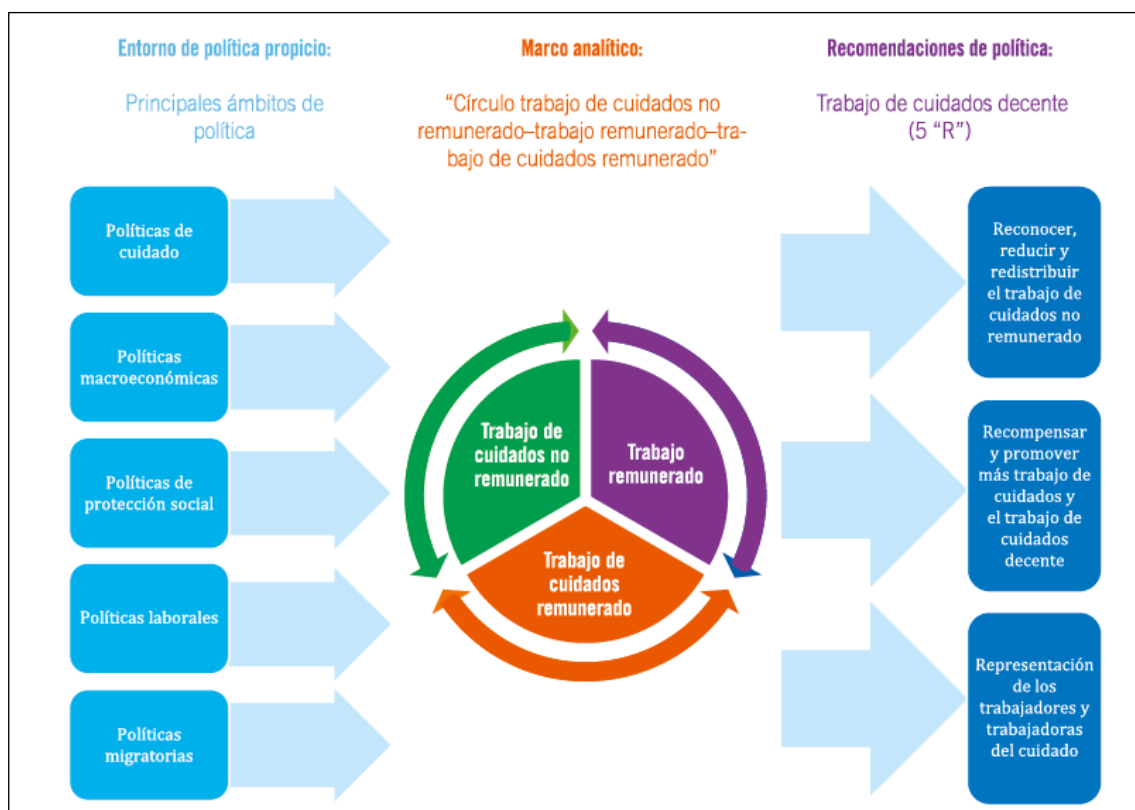 Entorno de política propicio:
Principales ámbitos de
política
Marco analítico:
“Círculo trabajo de cuidados no
remunerado–trabajo remunerado–tra-
bajo de cuidados remunerado”
Recomendaciones de política:
Trabajo de cuidados decente
(5 “R”)
Políticas de
cuidado
Políticas
macroeconómicas
Políticas de
protección social
Políticas laborales
Políticas
migratorias
Trabajo de
cuidados no
remunerado
Trabajo
remunerado
Trabajo de
cuidados
remunerado
Reconocer,
reducir y
redistribuir
el trabajo de
cuidados no
remunerado
Recompensar
y promover
más trabajo de
cuidados y
el trabajo de
cuidados
decente
Representación
de los
trabajadores y
trabajadoras
del cuidado